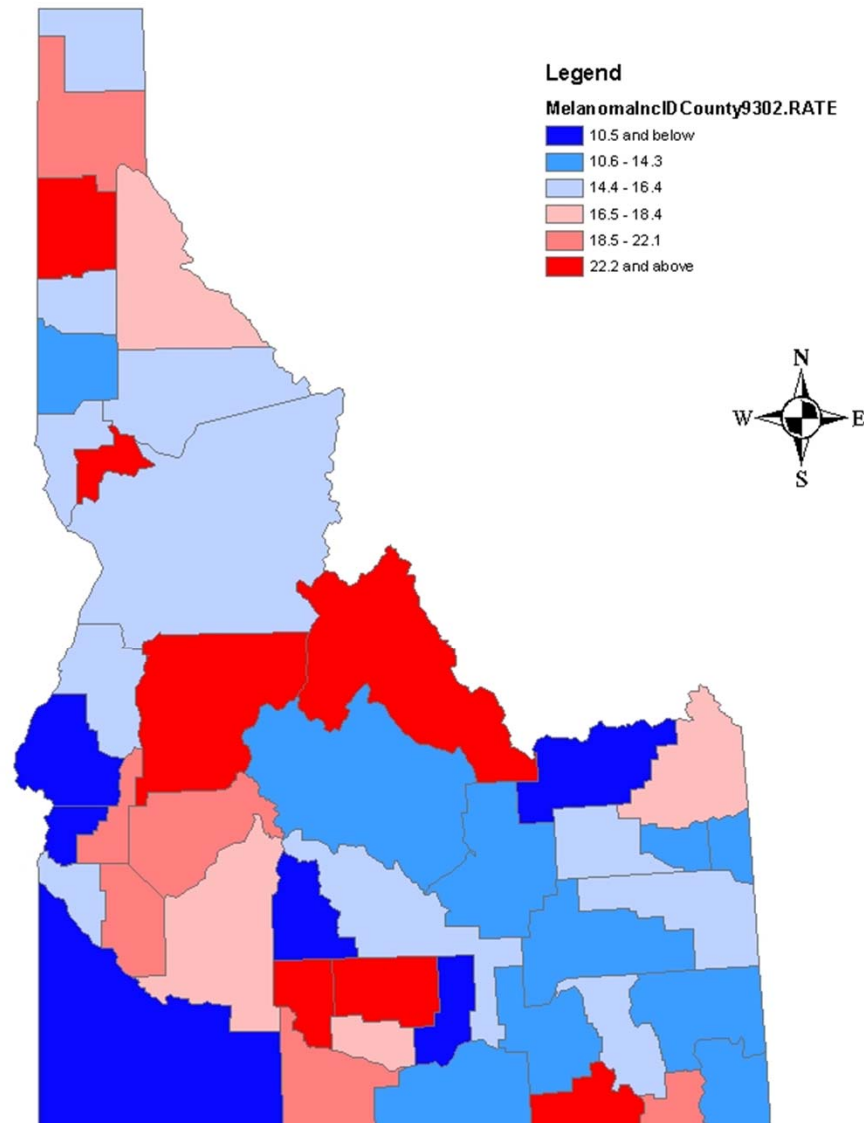 Legend
MelanomaIncIDCounty9302.RATE
10.5 and below
10.6 - 14.3
14.4 - 16.4
16.5 - 18.4
18.5 - 22.1
22.2 and above
N
W E
S